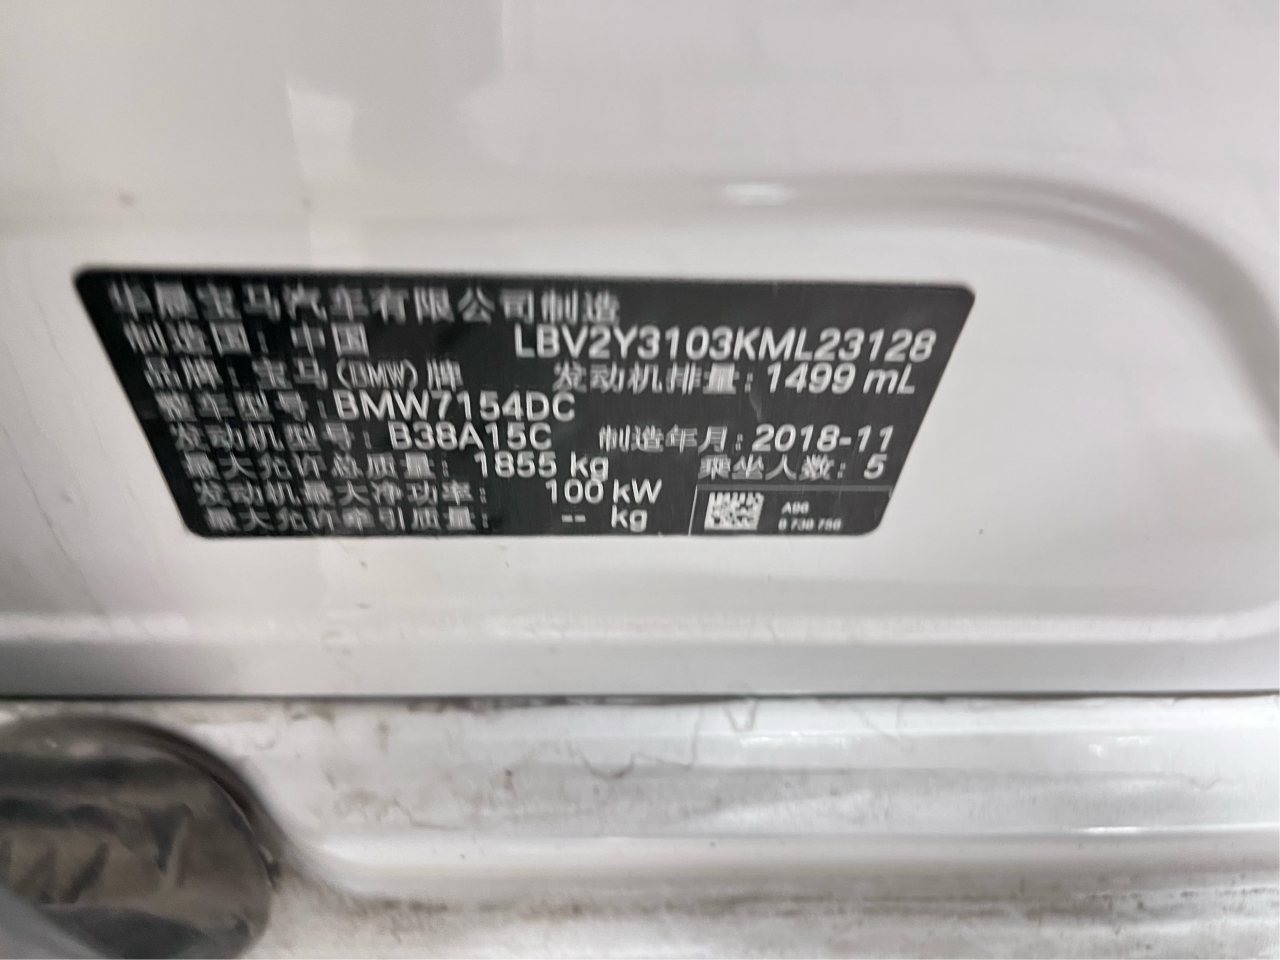 华晨宝马汽车有限公司制造
制造国: 中国 LBV2Y3103KML23128
品牌: 宝马(BMW)牌 发动机排量: 1499 mL
整车型号: BMW7154DC
发动机型号: B38A15C 制造年月: 2018-11
最大允许总质量: 1855 kg 乘坐人数: 5
发动机最大净功率: 100 kW
最大允许牵引质量: -- kg